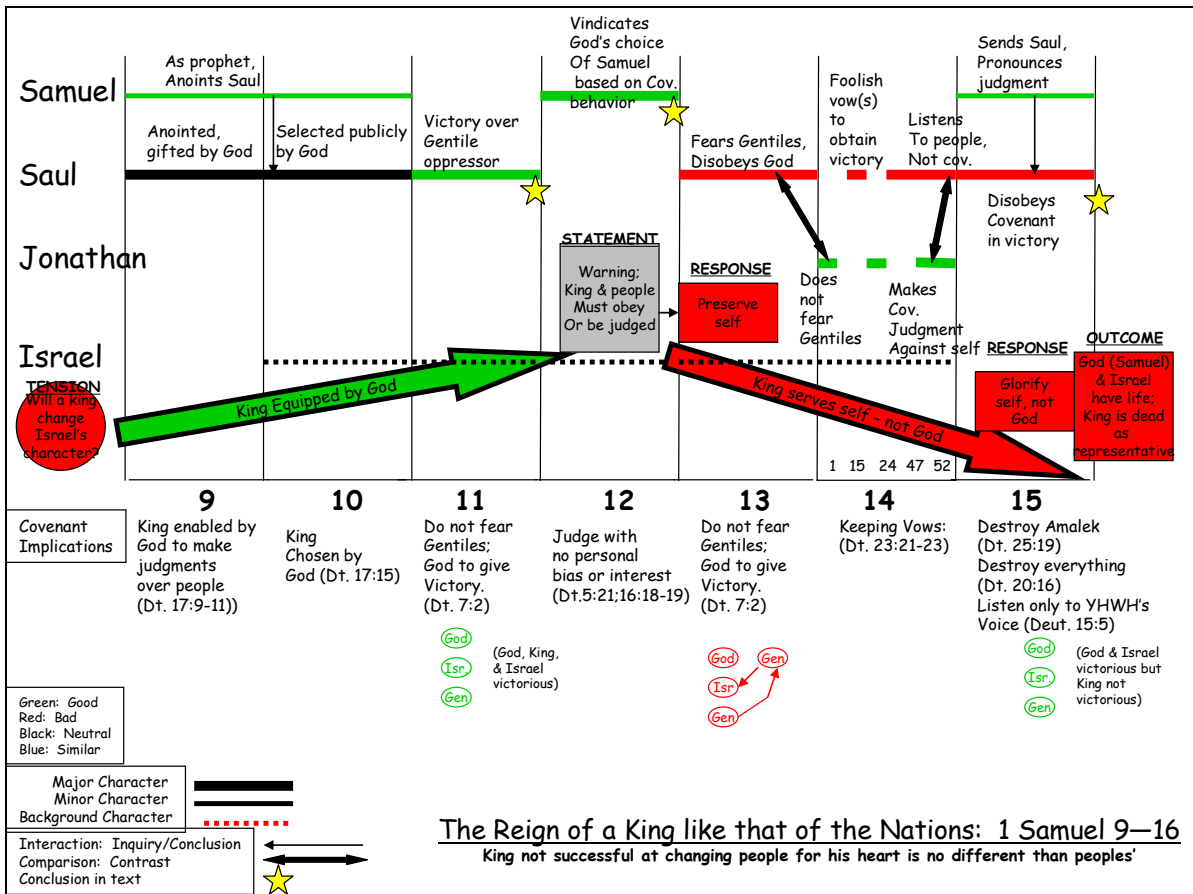 As prophet,
Anoints Saul
Vindicates
God's choice
Of Samuel
based on Cov.
behavior
Sends Saul,
Pronounces
judgment
Samuel
Anointed,
gifted by God
Selected publicly
by God
Victory over
Gentile
oppressor
Fears Gentiles,
Disobeys God
Foolish
vow(s)
to
obtain
victory
Listens
To people,
Not cov.
Saul
Disobeys
Covenant
in victory
Jonathan
STATEMENT
Warning;
King & people
Must obey
Or be judged
RESPONSE
Preserve
self
Does
not
fear
Gentiles
Makes
Cov.
Judgment
Against self
Israel
TENSION
Will a king
change
Israel's
character?
King Equipped by God
King serves self – not God
RESPONSE
Glorify
self, not
God
OUTCOME
God (Samuel)
& Israel
have life;
King is dead
as
representative
1 15 24 47 52
9 10 11 12 13 14 15
Covenant
Implications
King enabled by
God to make
judgments
over people
(Dt. 17:9-11))
King
Chosen by
God (Dt. 17:15)
Do not fear
Gentiles;
God to give
Victory.
(Dt. 7:2)
Judge with
no personal
bias or interest
(Dt.5:21;16:18-19)
Do not fear
Gentiles;
God to give
Victory.
(Dt. 7:2)
Keeping Vows:
(Dt. 23:21-23)
Destroy Amalek
(Dt. 25:19)
Destroy everything
(Dt. 20:16)
Listen only to YHWH's
Voice (Deut. 15:5)
God
Isr.
Gen
(God, King,
& Israel
victorious)
God Gen
Isr
Gen
God
Isr.
Gen
(God & Israel
victorious but
King not
victorious)
Green: Good
Red: Bad
Black: Neutral
Blue: Similar
Major Character
Minor Character
Background Character
Interaction: Inquiry/Conclusion
Comparison: Contrast
Conclusion in text
The Reign of a King like that of the Nations: 1 Samuel 9—16
King not successful at changing people for his heart is no different than peoples'